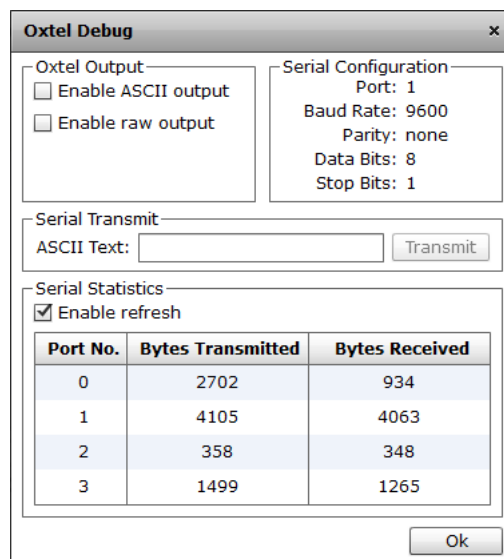 Oxtel Debug ×
Oxtel Output
Enable ASCII output
Enable raw output
Serial Configuration
Port: 1
Baud Rate: 9600
Parity: none
Data Bits: 8
Stop Bits: 1
Serial Transmit
ASCII Text: Transmit
Serial Statistics
Enable refresh
Port No. Bytes Transmitted Bytes Received
0 2702 934
1 4105 4063
2 358 348
3 1499 1265
Ok